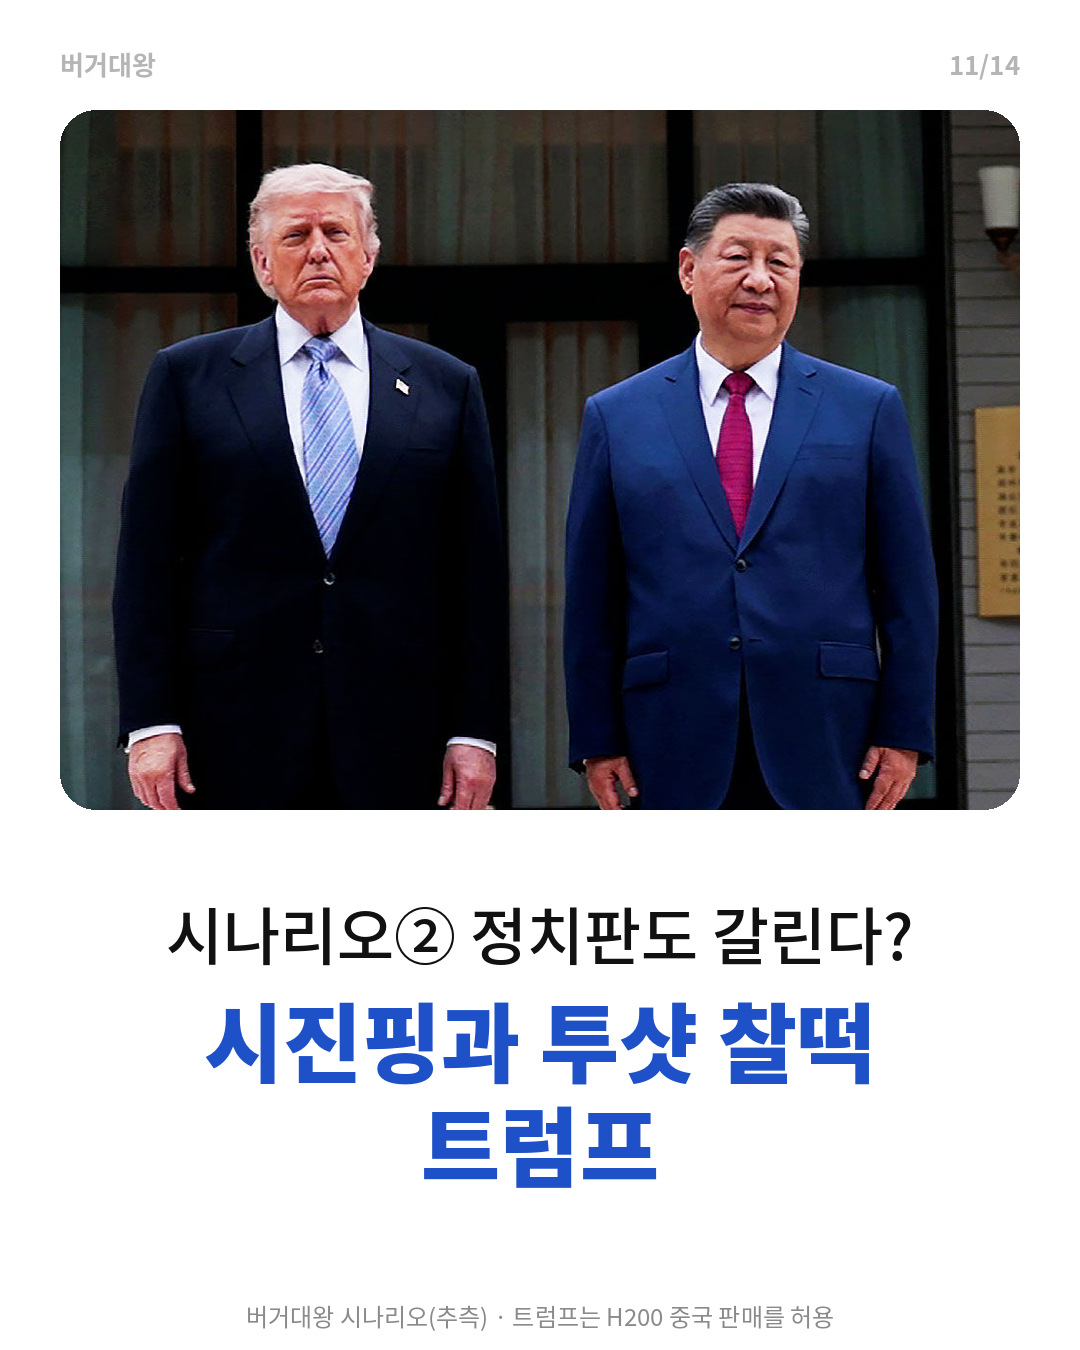 버거대왕
11/14
시나리오② 정치판도 갈린다?
시진핑과 투샷 찰떡
트럼프
버거대왕 시나리오(추측) · 트럼프는 H200 중국 판매를 허용